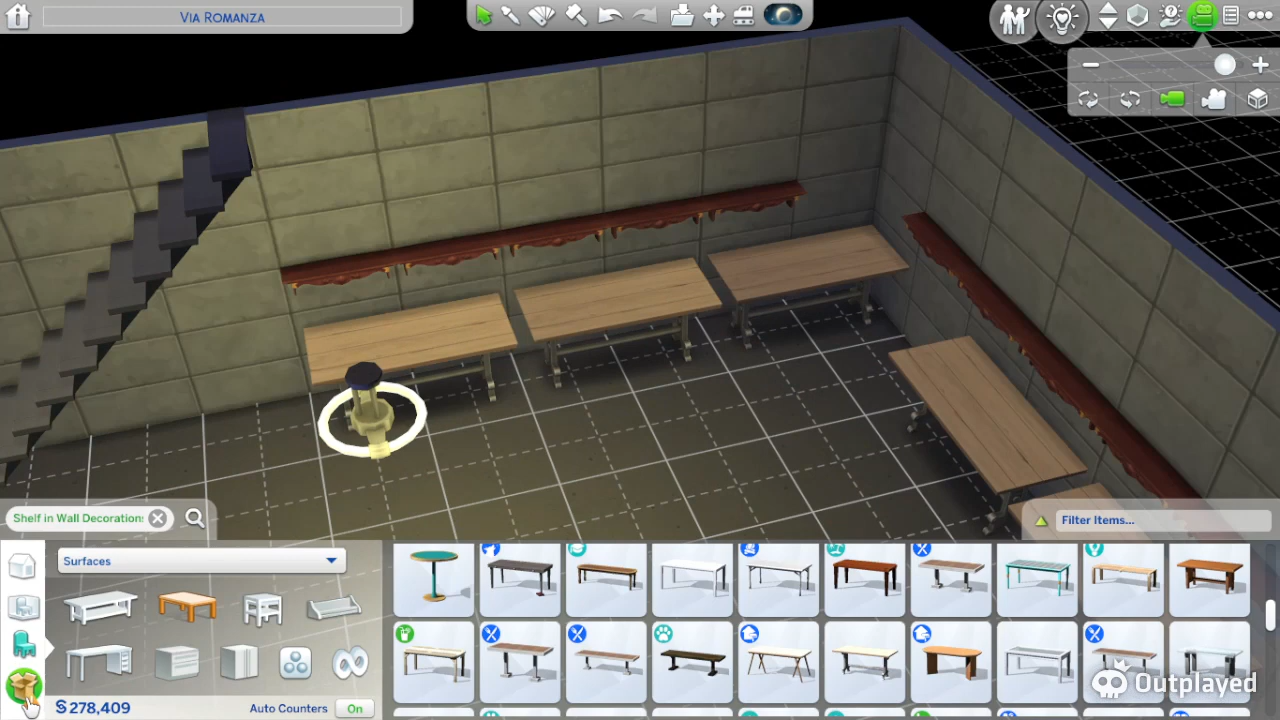 Via Romanza
Shelf in Wall Decoration:
Filter Items...
Surfaces
§278,409
Auto Counters
On
Outplayed